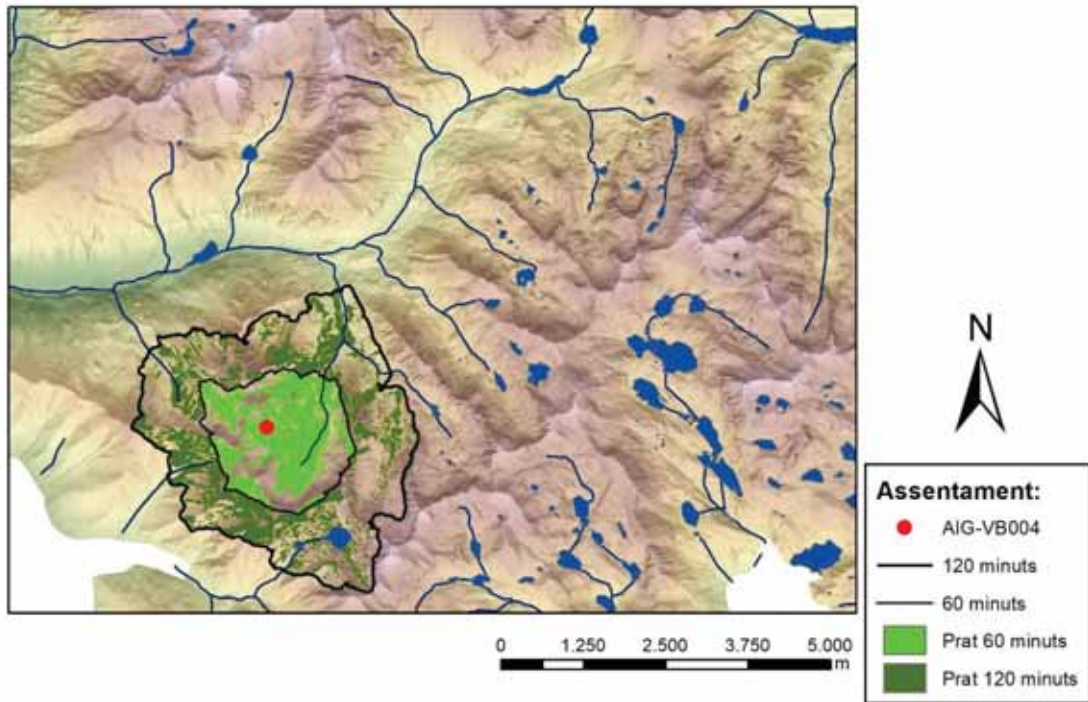 N
Assentament:
AIG-VB004
120 minuts
60 minuts
Prat 60 minuts
Prat 120 minuts
0 1.250 2.500 3.750 5.000
m